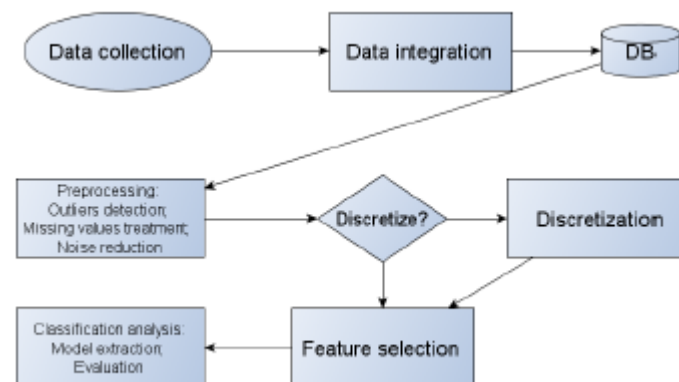 Data collection
Data integration
DB
Preprocessing:
Outliers detection;
Missing values treatment;
Noise reduction
Discretize?
Discretization
Classification analysis:
Model extraction;
Evaluation
Feature selection